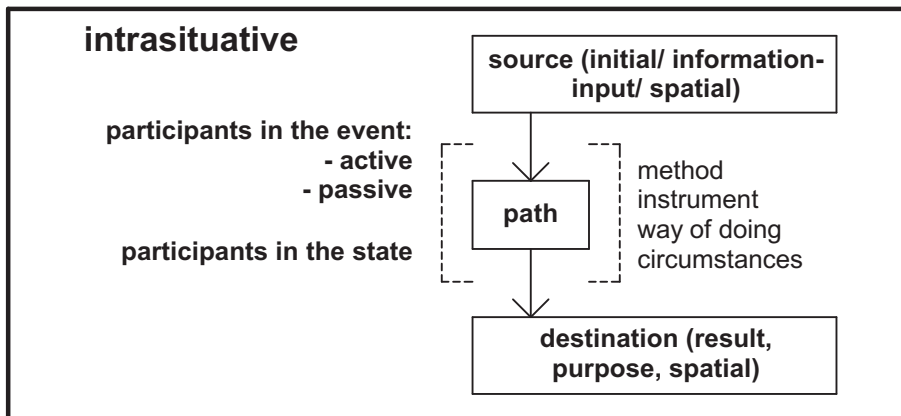 intrasituative
source (initial/ information-
input/ spatial)
participants in the event:
- active
- passive
participants in the state
path
method
instrument
way of doing
circumstances
destination (result,
purpose, spatial)